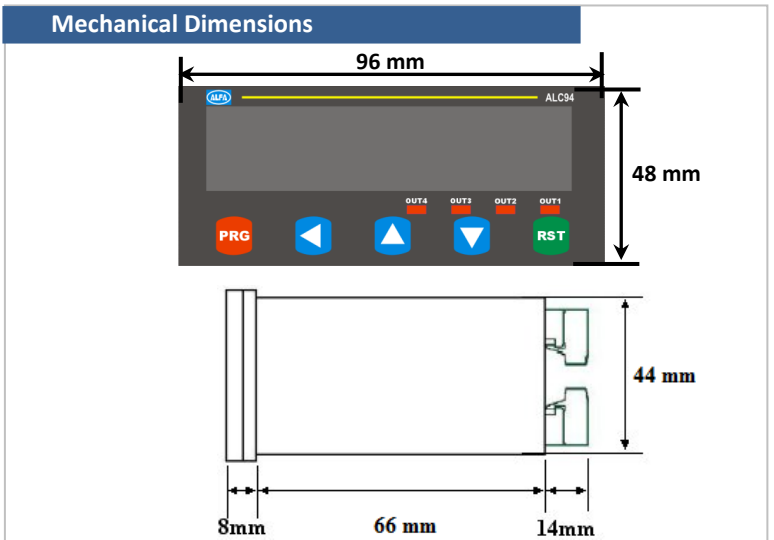 Mechanical Dimensions
96 mm
ALFA
ALC94
48 mm
OUT4 OUT3 OUT2 OUT1
PRG
RST
44 mm
8mm 66 mm 14mm